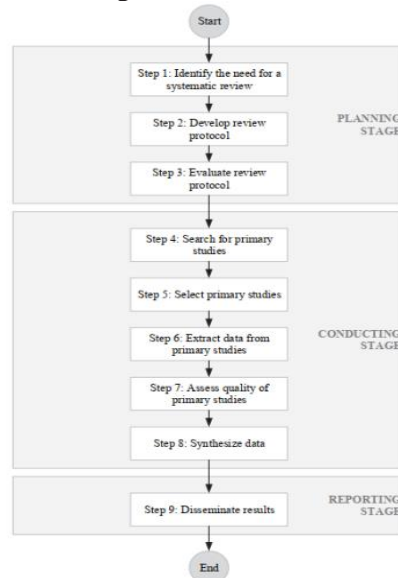 Start
Step 1: Identify the need for a
systematic review
Step 2: Develop review
protocol
PLANNING
STAGE
Step 3: Evaluate review
protocol
Step 4: Search for primary
studies
Step 5: Select primary studies
Step 6: Extract data from
primary studies
CONDUCTING
STAGE
Step 7: Assess quality of
primary studies
Step 8: Synthesize data
Step 9: Disseminate results
REPORTING
STAGE
End